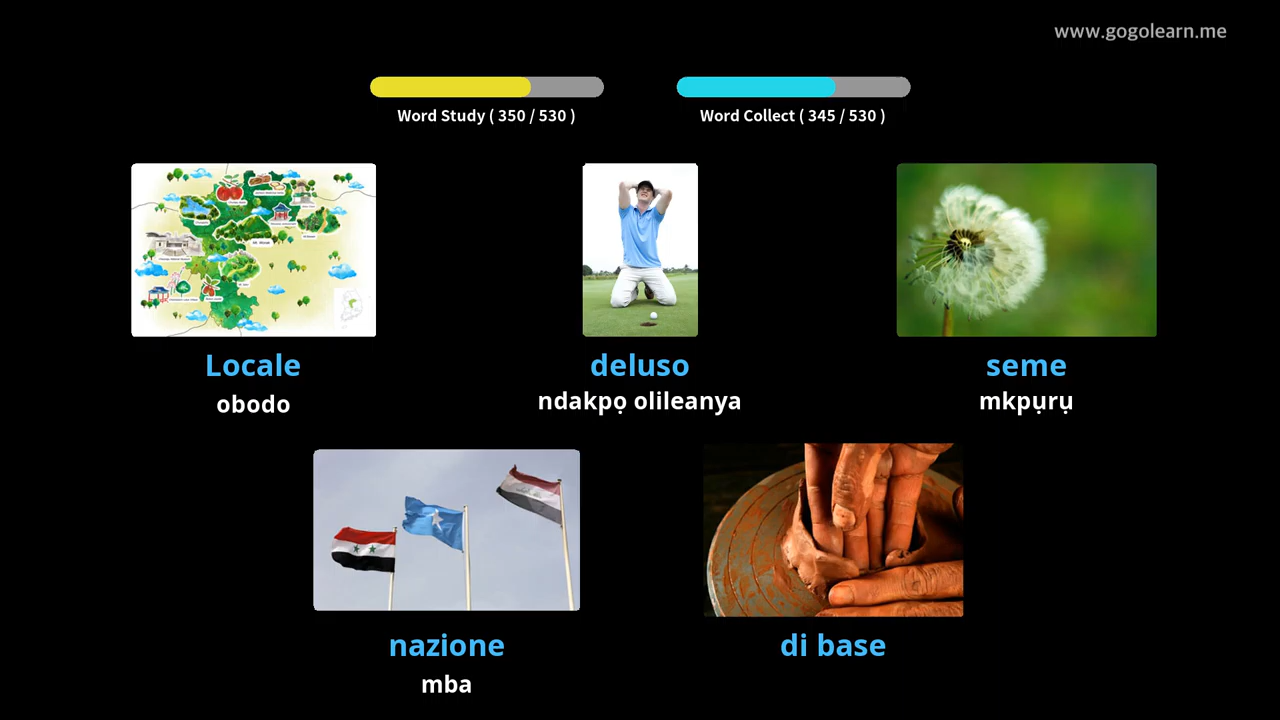 www.gogolearn.me
Word Study ( 350 / 530 )
Word Collect ( 345 / 530 )
Locale
obodo
deluso
ndakpọ olileanya
seme
mkpụrụ
nazione
mba
di base